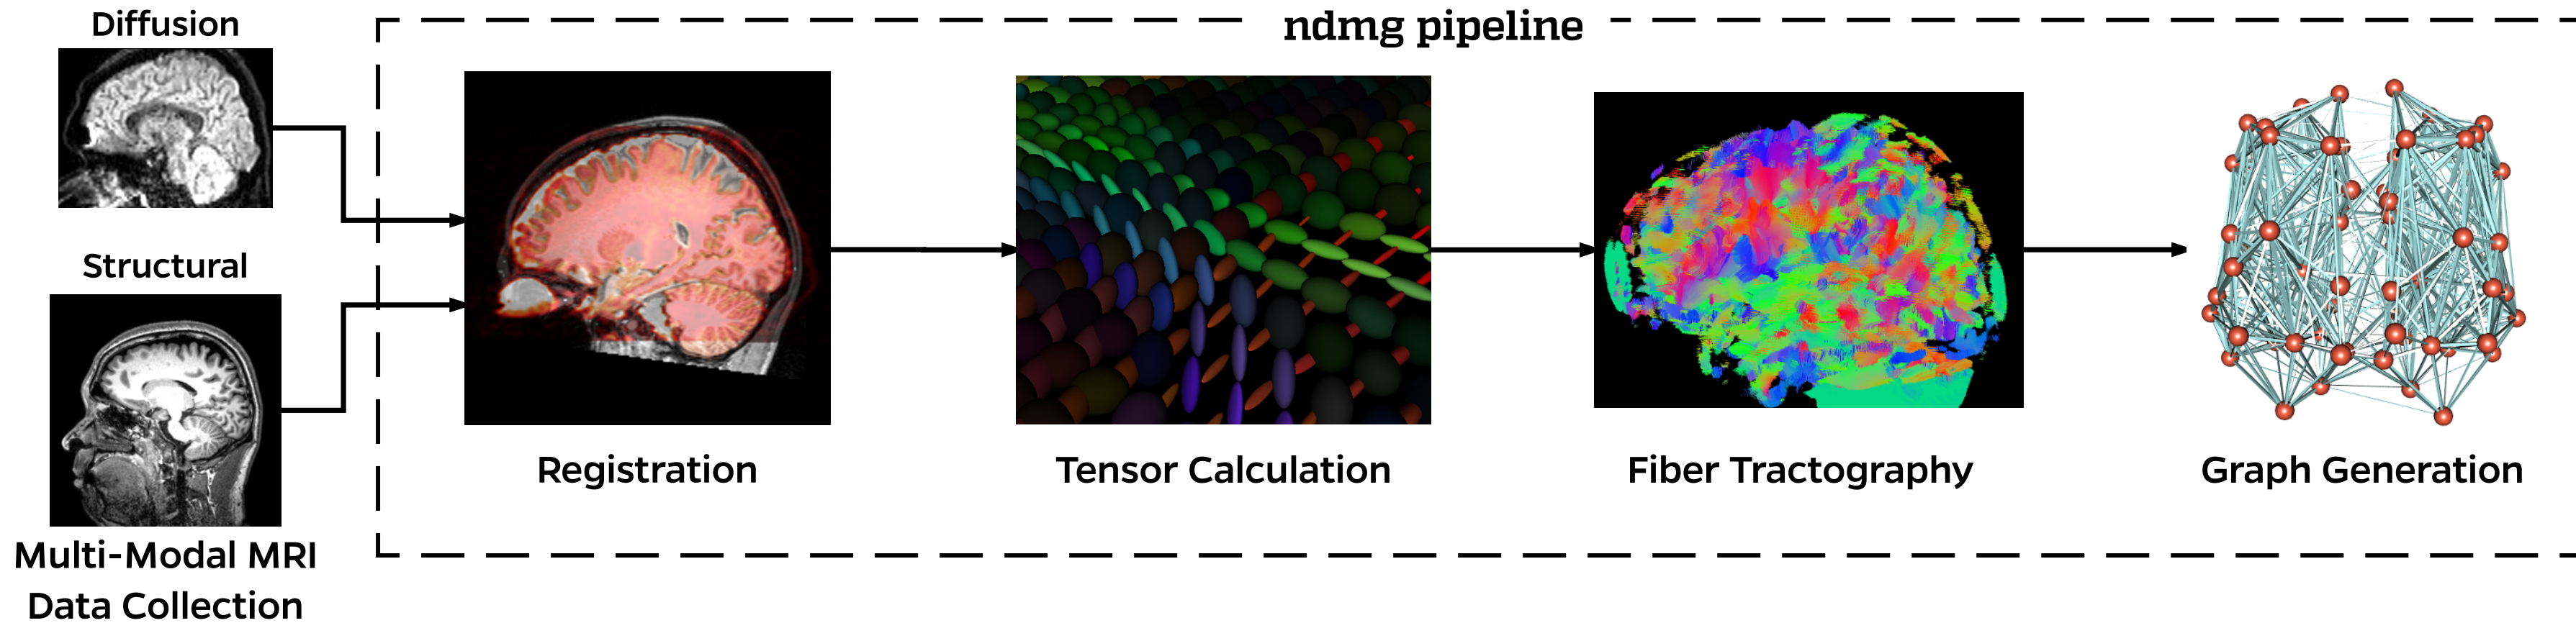 Diffusion
ndmg pipeline
Structural
Registration
Tensor Calculation
Fiber Tractography
Graph Generation
Multi-Modal MRI
Data Collection